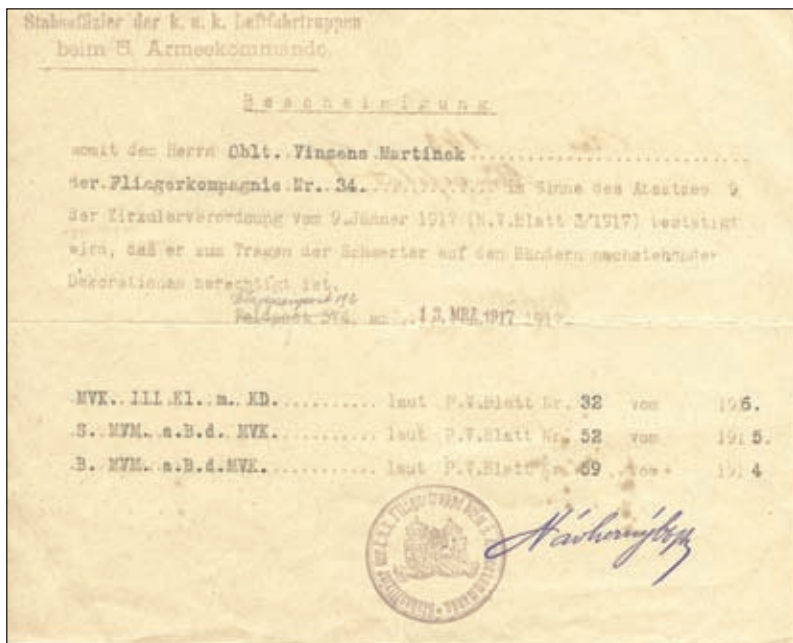 Stabsoffizier der k. u. k. Luftfahrtruppen
beim 5. Armeekommando.
Bescheinigung
womit dem Herrn Oblt. Vinzens Martinek
der Fliegerkompagnie Nr. 34. im Sinne des Absatzes 9
der Zirkularverordnung vom 9.Jänner 1917 (N.V.Blatt 3/1917) bestätigt
wird, daß er zum Tragen der Schwerter auf den Bändern nachstehender
Dekorationen berechtigt ist.
Feldpost am 13. MRZ. 1917 191
MVK. III Kl. m. KD. laut P.V.Blatt Nr. 32 vom 1916.
S. MVM. a.B.d. MVK. laut P.V.Blatt Nr. 52 vom 1915.
B. MVM. a.B.d.MVK. laut P.V.Blatt Nr. 69 vom 1914